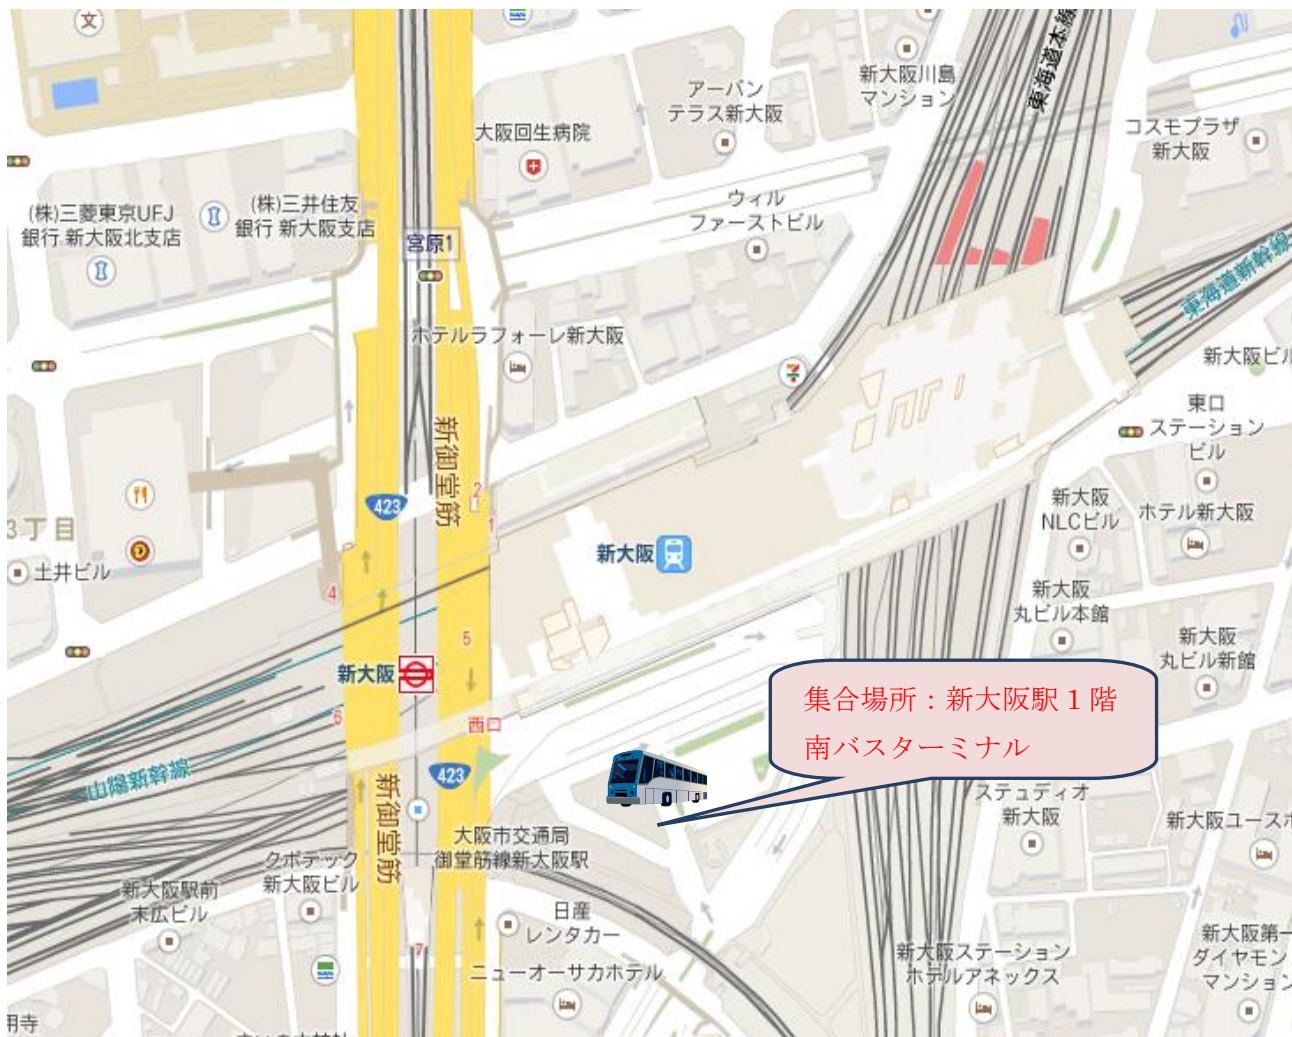 文
東海道本線
新大阪川島
マンション
アーバン
テラス新大阪
コスモプラザ
新大阪
大阪回生病院
ウィル
ファーストビル
(株)三菱東京UFJ
銀行 新大阪北支店
(株)三井住友
銀行 新大阪支店
宮原1
東海道新幹線
ホテルラフォーレ新大阪
新大阪ビル
東口
ステーション
ビル
新御堂筋
423
2
1
新大阪
NLCビル
ホテル新大阪
3丁目
土井ビル
新大阪
4
新大阪
丸ビル本館
5
新大阪
丸ビル新館
新大阪
6
西口
集合場所：新大阪駅１階
南バスターミナル
山陽新幹線
423
新御堂筋
ステュディオ
新大阪
新大阪ユースホ
大阪市交通局
御堂筋線新大阪駅
クボテック
新大阪ビル
新大阪駅前
末広ビル
日産
レンタカー
7
ニューオーサカホテル
新大阪ステーション
ホテルアネックス
新大阪第一
ダイヤモン
マンション
用寺